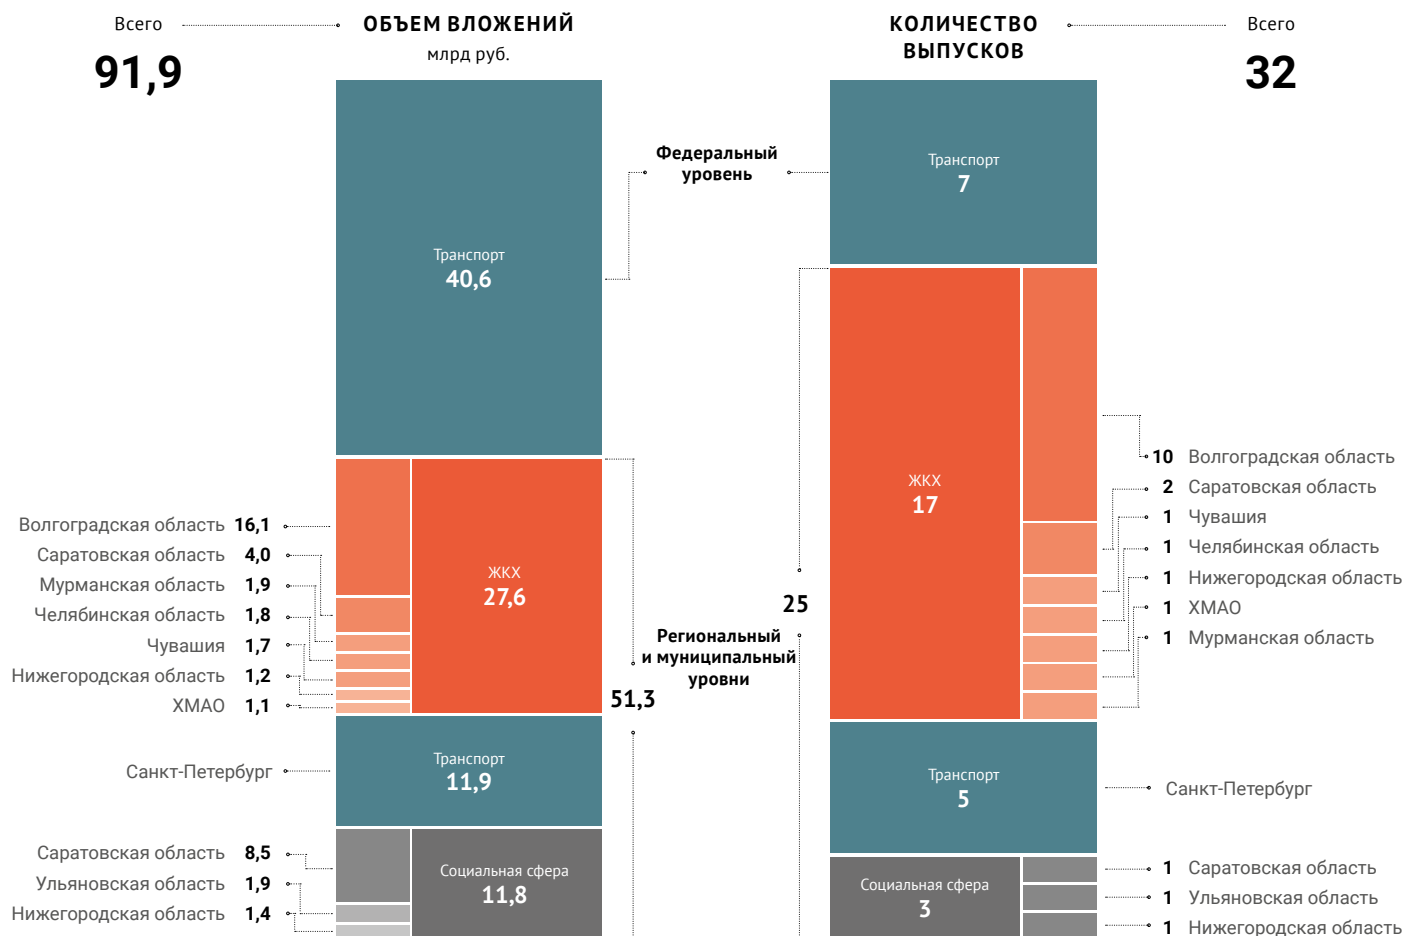 Всего
91,9
ОБЪЕМ ВЛОЖЕНИЙ
млрд руб.
КОЛИЧЕСТВО
ВЫПУСКОВ
Всего
32
Федеральный
уровень
Транспорт
40,6
Транспорт
7
Волгоградская область 16,1
Саратовская область 4,0
Мурманская область 1,9
Челябинская область 1,8
Чувашия 1,7
Нижегородская область 1,2
ХМАО 1,1
ЖКХ
27,6
51,3
Региональный
и муниципальный
уровни
25
ЖКХ
17
10 Волгоградская область
2 Саратовская область
1 Чувашия
1 Челябинская область
1 Нижегородская область
1 ХМАО
1 Мурманская область
Санкт-Петербург
Транспорт
11,9
Транспорт
5
Санкт-Петербург
Саратовская область 8,5
Ульяновская область 1,9
Нижегородская область 1,4
Социальная сфера
11,8
Социальная сфера
3
1 Саратовская область
1 Ульяновская область
1 Нижегородская область